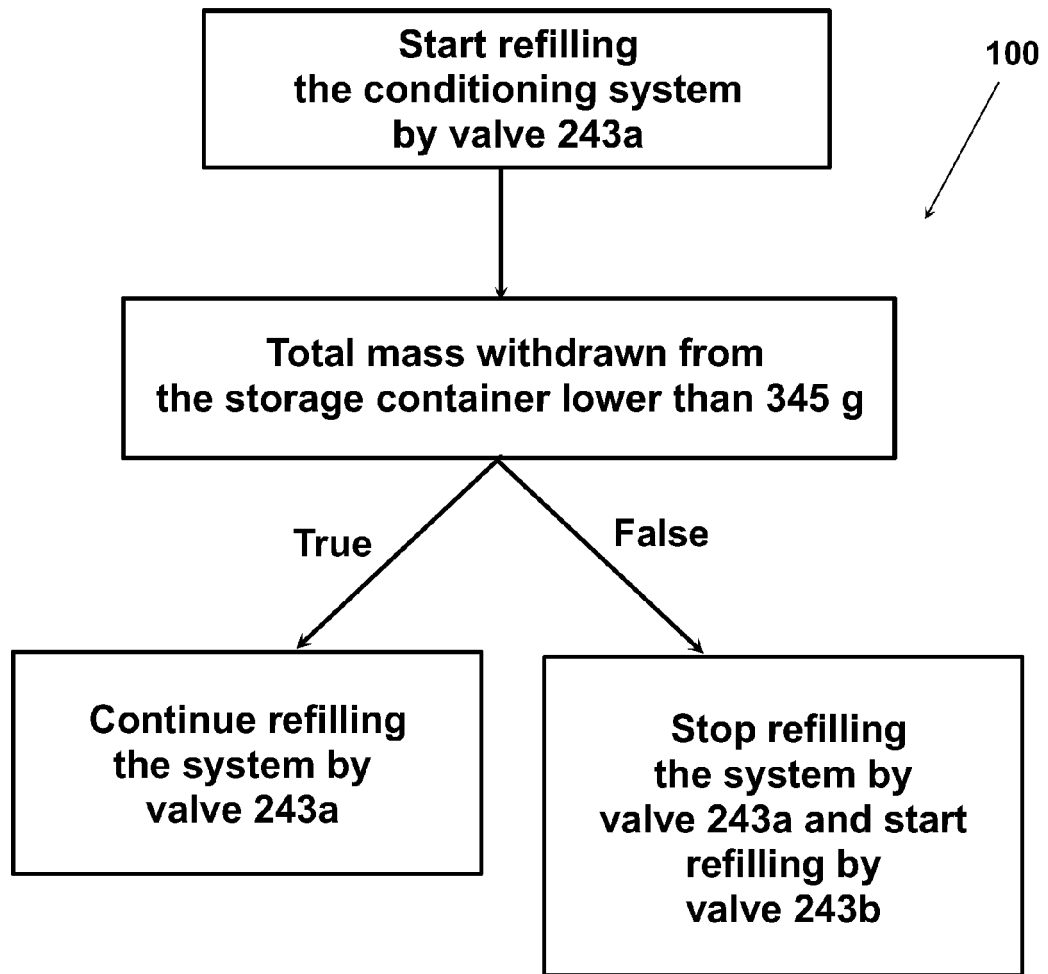 Start refilling
the conditioning system
by valve 243a
100
Total mass withdrawn from
the storage container lower than 345 g
True
False
Continue refilling
the system by
valve 243a
Stop refilling
the system by
valve 243a and start
refilling by
valve 243b